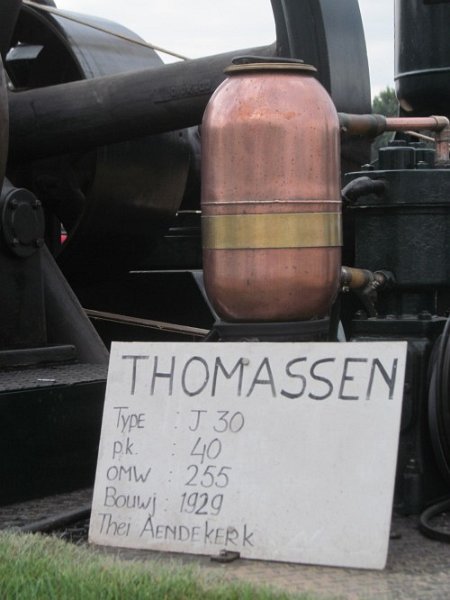 THOMASSEN
Type : J 30
p.k. : 40
OMW : 255
Bouwj : 1929
Thei AENDEKERK